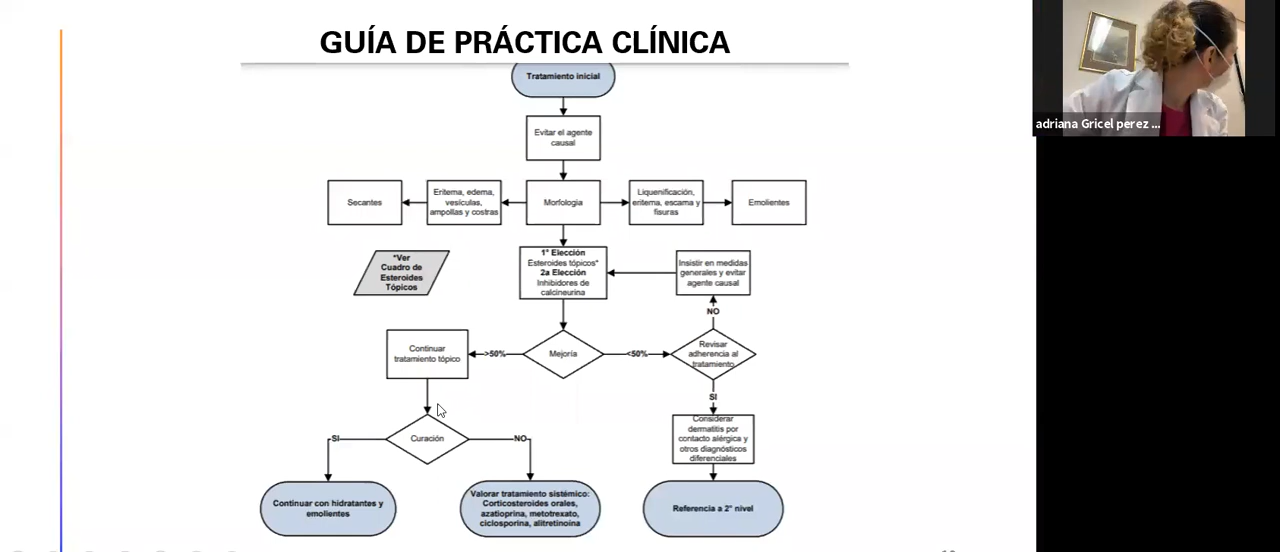 GUÍA DE PRÁCTICA CLÍNICA
adriana Gricel perez ...
Tratamiento inicial
Evitar el agente
causal
Secantes
Eritema, edema,
vesículas,
ampollas y costras
Morfología
Liquenificación,
eritema, escama y
fisuras
Emolientes
*Ver
Cuadro de
Esteroides
Tópicos
1° Elección
Esteroides tópicos*
2a Elección
Inhibidores de
calcineurina
Insistir en medidas
generales y evitar
agente causal
NO
Continuar
tratamiento tópico
>50%
Mejoría
<50%
Revisar
adherencia al
tratamiento
SI
Considerar
dermatitis por
contacto alérgica y
otros diagnósticos
diferenciales
SI
Curación
NO
Continuar con hidratantes y
emolientes
Valorar tratamiento sistémico:
Corticosteroides orales,
azatioprina, metotrexato,
ciclosporina, alitretinoína
Referencia a 2° nivel